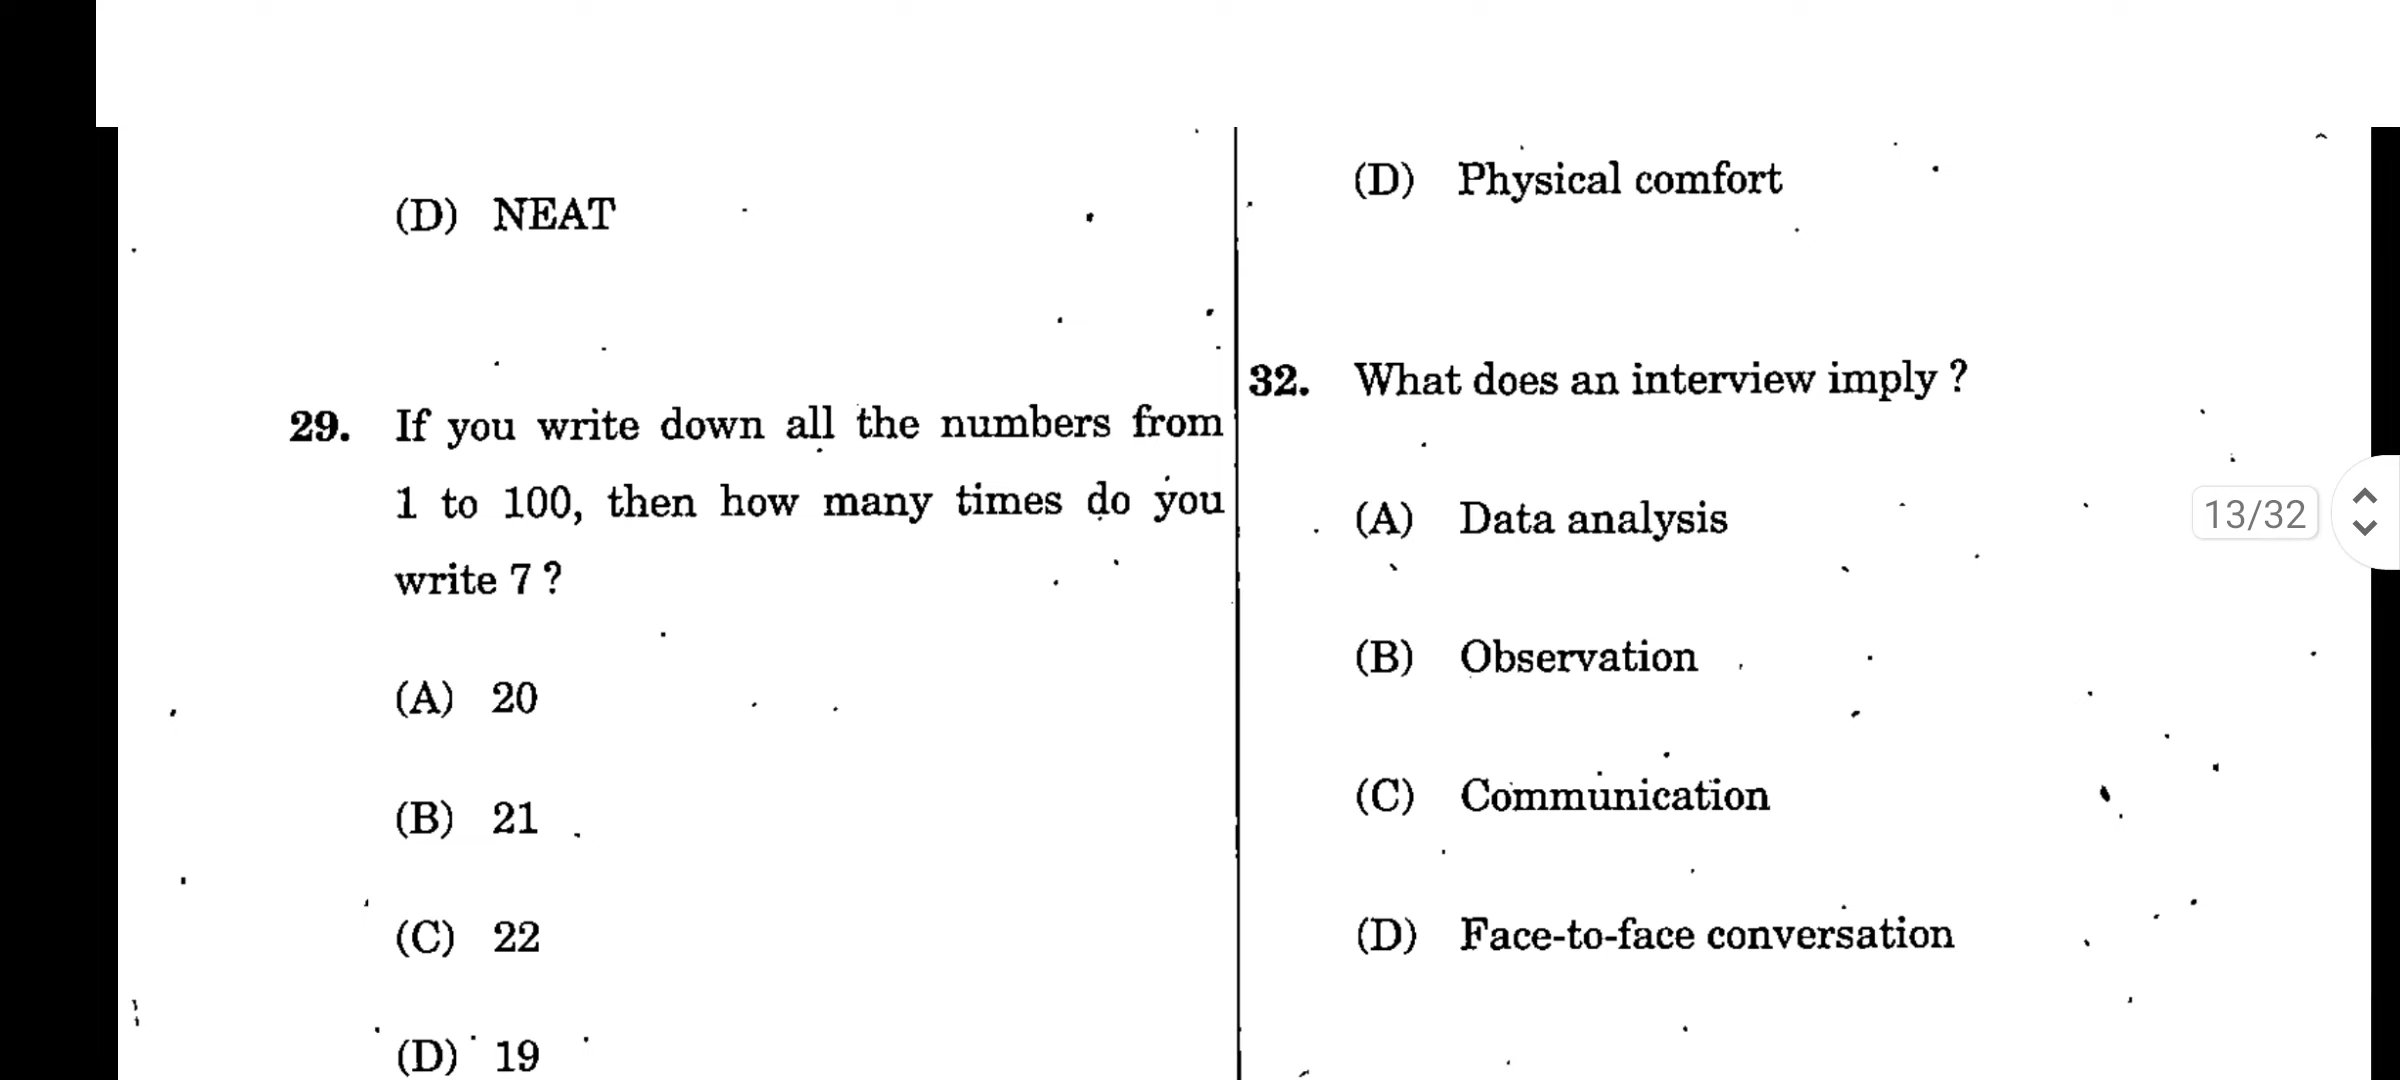 (D) NEAT
29. If you write down all the numbers from
1 to 100, then how many times do you
write 7 ?
(A) 20
(B) 21
(C) 22
(D) 19
(D) Physical comfort
32. What does an interview imply ?
(A) Data analysis
(B) Observation
(C) Communication
(D) Face-to-face conversation
13/32